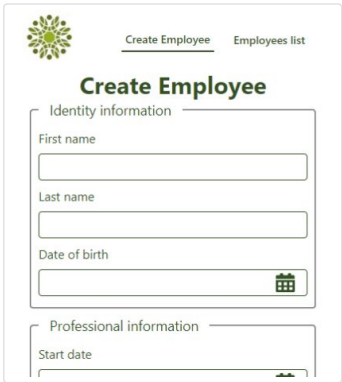 Create Employee Employees list
Create Employee
Identity information
First name
Last name
Date of birth
Professional information
Start date